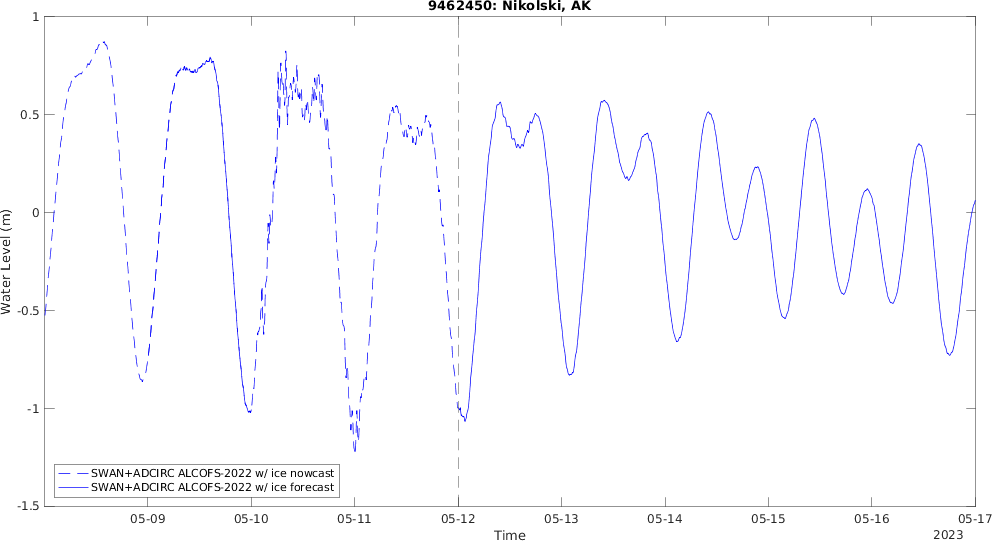 9462450: Nikolski, AK
1
0.5
0
-0.5
-1
-1.5
Water Level (m)
SWAN+ADCIRC ALCOFS-2022 w/ ice nowcast
SWAN+ADCIRC ALCOFS-2022 w/ ice forecast
05-09 05-10 05-11 05-12 05-13 05-14 05-15 05-16 05-17
Time
2023